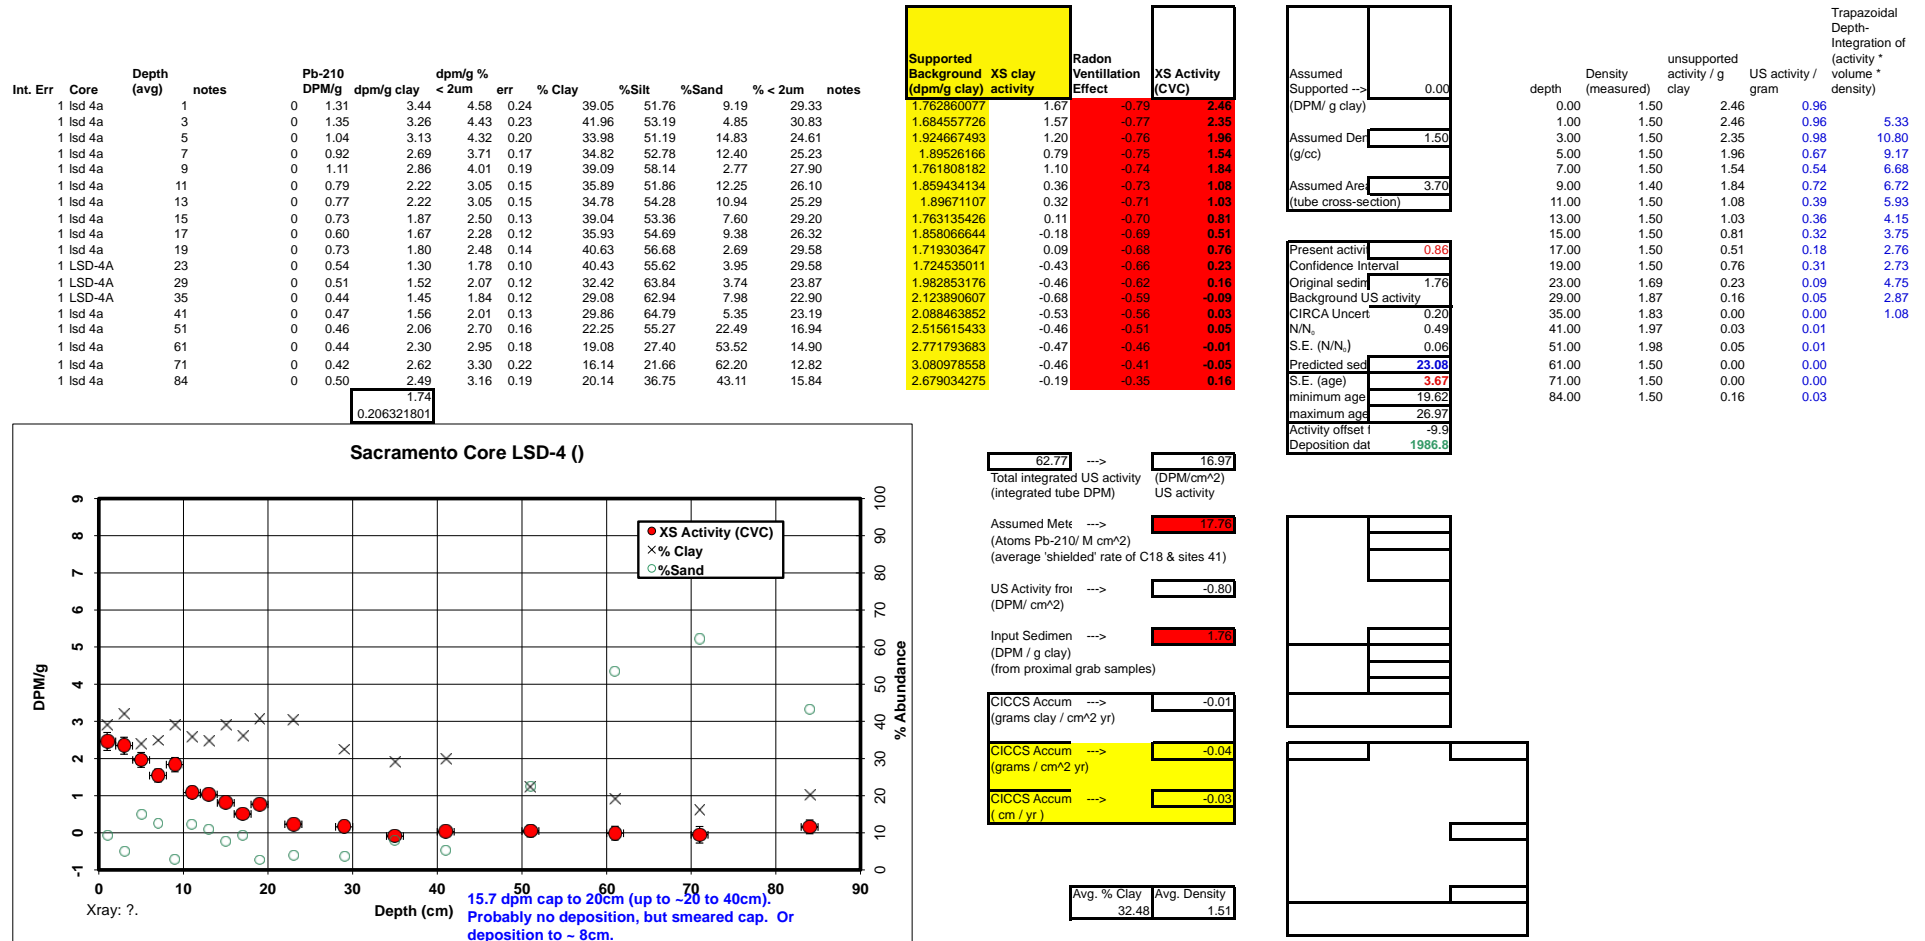 Int. Err Core Depth (avg) notes Pb-210 DPM/g dpm/g clay dpm/g % < 2um err % Clay %Silt %Sand % < 2um notes
1 lsd 4a 1 0 1.31 3.44 4.58 0.24 39.05 51.76 9.19 29.33
1 lsd 4a 3 0 1.35 3.26 4.43 0.23 41.96 53.19 4.85 30.83
1 lsd 4a 5 0 1.04 3.13 4.32 0.20 33.98 51.19 14.83 24.61
1 lsd 4a 7 0 0.92 2.69 3.71 0.17 34.82 52.78 12.40 25.23
1 lsd 4a 9 0 1.11 2.86 4.01 0.19 39.09 58.14 2.77 27.90
1 lsd 4a 11 0 0.79 2.22 3.05 0.15 35.89 51.86 12.25 26.10
1 lsd 4a 13 0 0.77 2.22 3.05 0.15 34.78 54.28 10.94 25.29
1 lsd 4a 15 0 0.73 1.87 2.50 0.13 39.04 53.36 7.60 29.20
1 lsd 4a 17 0 0.60 1.67 2.28 0.12 35.93 54.69 9.38 26.32
1 lsd 4a 19 0 0.73 1.80 2.48 0.14 40.63 56.68 2.69 29.58
1 LSD-4A 23 0 0.54 1.30 1.78 0.10 40.43 55.62 3.95 29.58
1 LSD-4A 29 0 0.51 1.52 2.07 0.12 32.42 63.84 3.74 23.87
1 LSD-4A 35 0 0.44 1.45 1.84 0.12 29.08 62.94 7.98 22.90
1 lsd 4a 41 0 0.47 1.56 2.01 0.13 29.86 64.79 5.35 23.19
1 lsd 4a 51 0 0.46 2.06 2.70 0.16 22.25 55.27 22.49 16.94
1 lsd 4a 61 0 0.44 2.30 2.95 0.18 19.08 27.40 53.52 14.90
1 lsd 4a 71 0 0.42 2.62 3.30 0.22 16.14 21.66 62.20 12.82
1 lsd 4a 84 0 0.50 2.49 3.16 0.19 20.14 36.75 43.11 15.84
1.74
0.206321801
Supported Background (dpm/g clay) XS clay activity Radon Ventillation Effect XS Activity (CVC)
1.762860077 1.67 -0.79 2.46
1.684557726 1.57 -0.77 2.35
1.924667493 1.20 -0.76 1.96
1.89526166 0.79 -0.75 1.54
1.761808182 1.10 -0.74 1.84
1.859434134 0.36 -0.73 1.08
1.89671107 0.32 -0.71 1.03
1.763135426 0.11 -0.70 0.81
1.858066644 -0.18 -0.69 0.51
1.719303647 0.09 -0.68 0.76
1.724535011 -0.43 -0.66 0.23
1.982853176 -0.46 -0.62 0.16
2.123890607 -0.68 -0.59 -0.09
2.088463852 -0.53 -0.56 0.03
2.515615433 -0.46 -0.51 0.05
2.771793683 -0.47 -0.46 -0.01
3.080978558 -0.46 -0.41 -0.05
2.679034275 -0.19 -0.35 0.16
Assumed
Supported --> 0.00
(DPM/ g clay)
Assumed Den 1.50
(g/cc)
Assumed Area 3.70
(tube cross-section)
Present activi 0.86
Confidence Interval
Original sedim 1.76
Background US activity
CIRCA Uncert 0.20
N/N₀ 0.49
S.E. (N/N₀) 0.06
Predicted sed 23.08
S.E. (age) 3.67
minimum age 19.62
maximum age 26.97
Activity offset f -9.9
Deposition dat 1986.8
depth Density (measured) unsupported activity / g clay US activity / gram Trapazoidal Depth-Integration of (activity * volume * density)
0.00 1.50 2.46 0.96
1.00 1.50 2.46 0.96 5.33
3.00 1.50 2.35 0.98 10.80
5.00 1.50 1.96 0.67 9.17
7.00 1.50 1.54 0.54 6.68
9.00 1.40 1.84 0.72 6.72
11.00 1.50 1.08 0.39 5.93
13.00 1.50 1.03 0.36 4.15
15.00 1.50 0.81 0.32 3.75
17.00 1.50 0.51 0.18 2.76
19.00 1.50 0.76 0.31 2.73
23.00 1.69 0.23 0.09 4.75
29.00 1.87 0.16 0.05 2.87
35.00 1.83 0.00 0.00 1.08
41.00 1.97 0.03 0.01
51.00 1.98 0.05 0.01
61.00 1.50 0.00 0.00
71.00 1.50 0.00 0.00
84.00 1.50 0.16 0.03
Sacramento Core LSD-4 ()
9 8 7 6 5 4 3 2 1 0 -1
DPM/g
XS Activity (CVC)
% Clay
%Sand
100 90 80 70 60 50 40 30 20 10 0
% Abundance
0 10 20 30 40 50 60 70 80 90
Xray: ?.
Depth (cm)
15.7 dpm cap to 20cm (up to ~20 to 40cm).
Probably no deposition, but smeared cap. Or
deposition to ~ 8cm.
62.77 ---> 16.97
Total integrated US activity (DPM/cm^2)
(integrated tube DPM) US activity
Assumed Mete ---> 17.76
(Atoms Pb-210/ M cm^2)
(average 'shielded' rate of C18 & sites 41)
US Activity from ---> -0.80
(DPM/ cm^2)
Input Sedimen ---> 1.76
(DPM / g clay)
(from proximal grab samples)
CICCS Accum ---> -0.01
(grams clay / cm^2 yr)
CICCS Accum ---> -0.04
(grams / cm^2 yr)
CICCS Accum ---> -0.03
( cm / yr )
Avg. % Clay Avg. Density
32.48 1.51